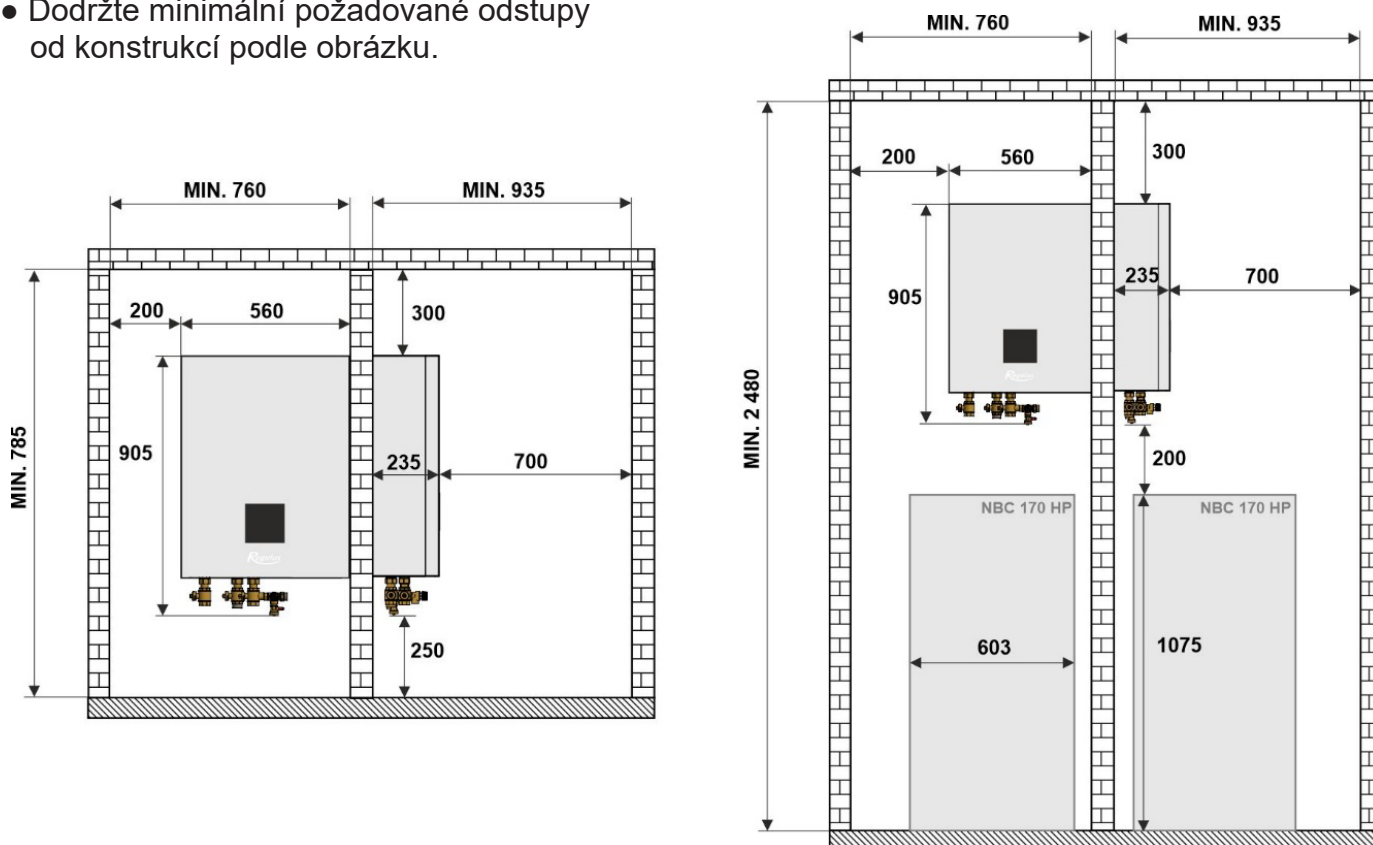 ● Dodržte minimální požadované odstupy
od konstrukcí podle obrázku.
MIN. 760
MIN. 935
200
560
300
MIN. 785
905
235
700
Regulus
250
MIN. 760
MIN. 935
300
200
560
905
235
700
Regulus
MIN. 2 480
200
NBC 170 HP
NBC 170 HP
603
1075